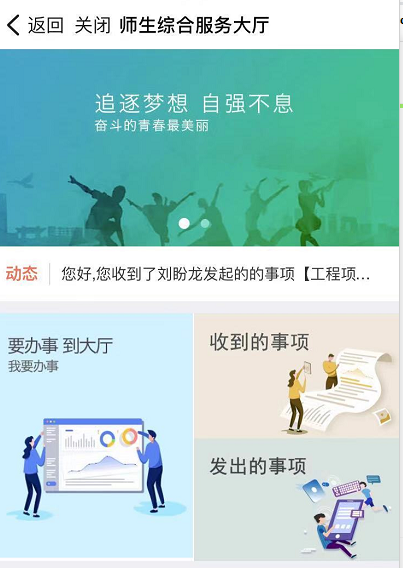 返回 关闭 师生综合服务大厅
追逐梦想 自强不息
奋斗的青春最美丽
动态 您好,您收到了刘盼龙发起的的事项【工程项...
要办事 到大厅
我要办事
收到的事项
发出的事项